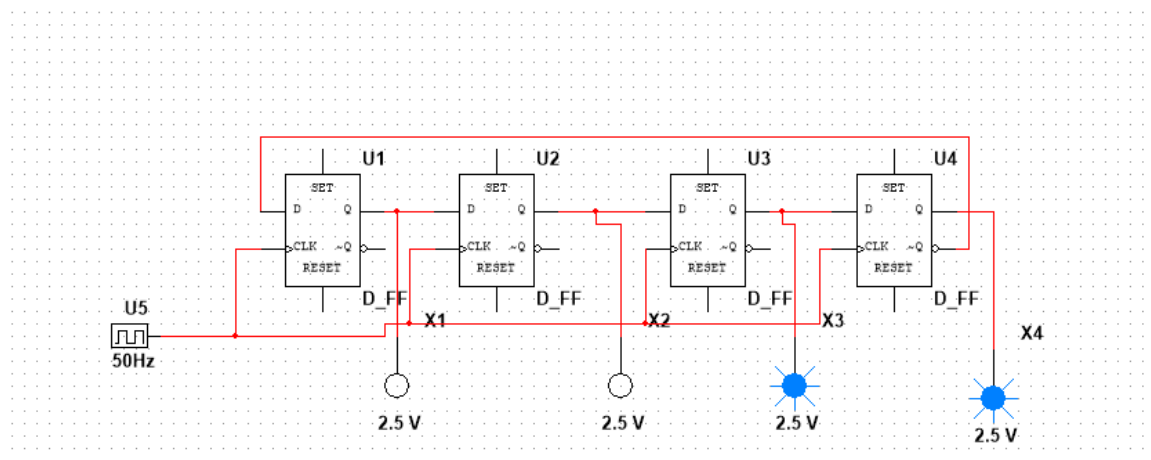 U1 U2 U3 U4
SET SET SET SET
D Q D Q D Q D Q
CLK ~Q CLK ~Q CLK ~Q CLK ~Q
RESET RESET RESET RESET
D_FF D_FF D_FF D_FF
U5
X1 X2 X3 X4
50Hz
2.5 V 2.5 V 2.5 V 2.5 V